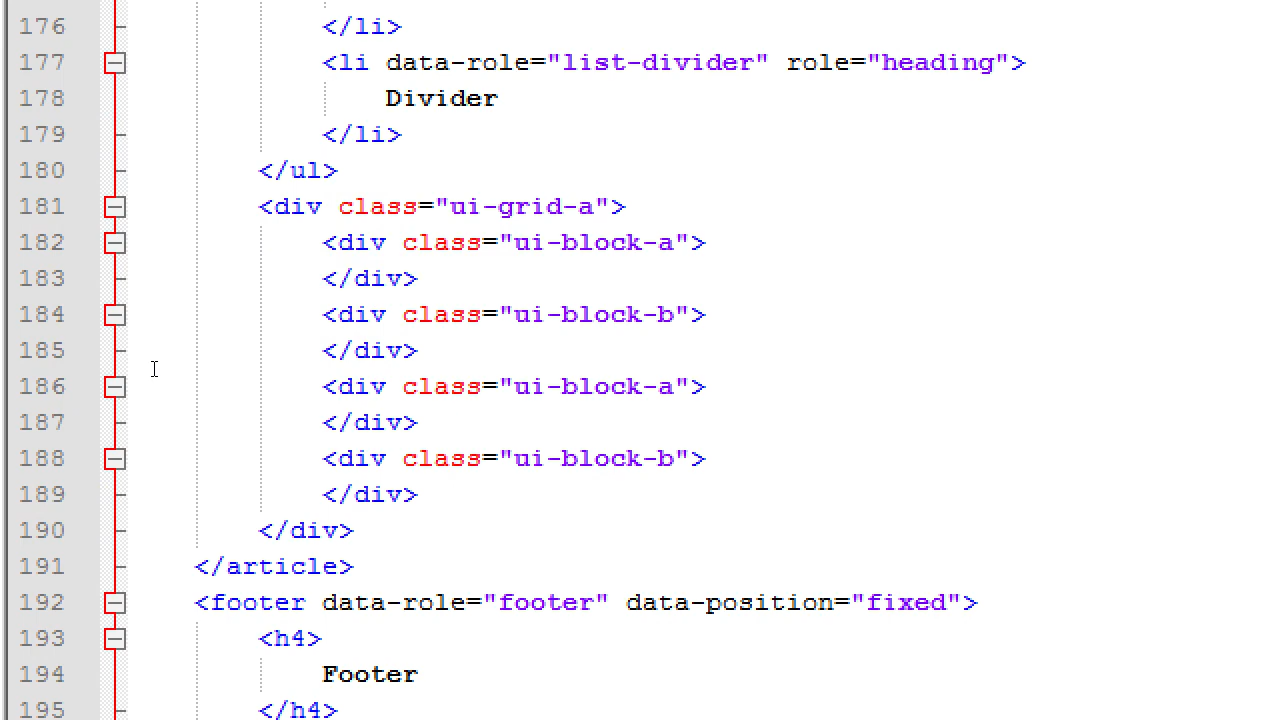 176 </li>
177 <li data-role="list-divider" role="heading">
178 Divider
179 </li>
180 </ul>
181 <div class="ui-grid-a">
182 <div class="ui-block-a">
183 </div>
184 <div class="ui-block-b">
185 </div>
186 <div class="ui-block-a">
187 </div>
188 <div class="ui-block-b">
189 </div>
190 </div>
191 </article>
192 <footer data-role="footer" data-position="fixed">
193 <h4>
194 Footer
195 </h4>